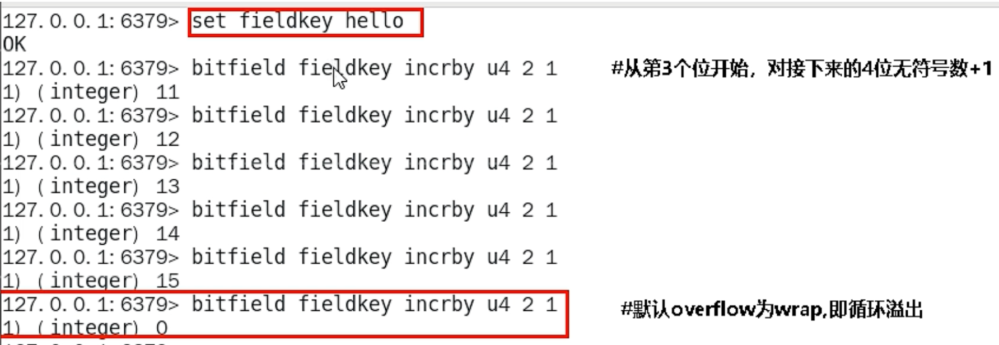 127.0.0.1:6379> set fieldkey hello
OK
127.0.0.1:6379> bitfield fieldkey incrby u4 2 1 #从第3个位开始，对接下来的4位无符号数+1
1) (integer) 11
127.0.0.1:6379> bitfield fieldkey incrby u4 2 1
1) (integer) 12
127.0.0.1:6379> bitfield fieldkey incrby u4 2 1
1) (integer) 13
127.0.0.1:6379> bitfield fieldkey incrby u4 2 1
1) (integer) 14
127.0.0.1:6379> bitfield fieldkey incrby u4 2 1
1) (integer) 15
127.0.0.1:6379> bitfield fieldkey incrby u4 2 1 #默认overflow为wrap,即循环溢出
1) (integer) 0